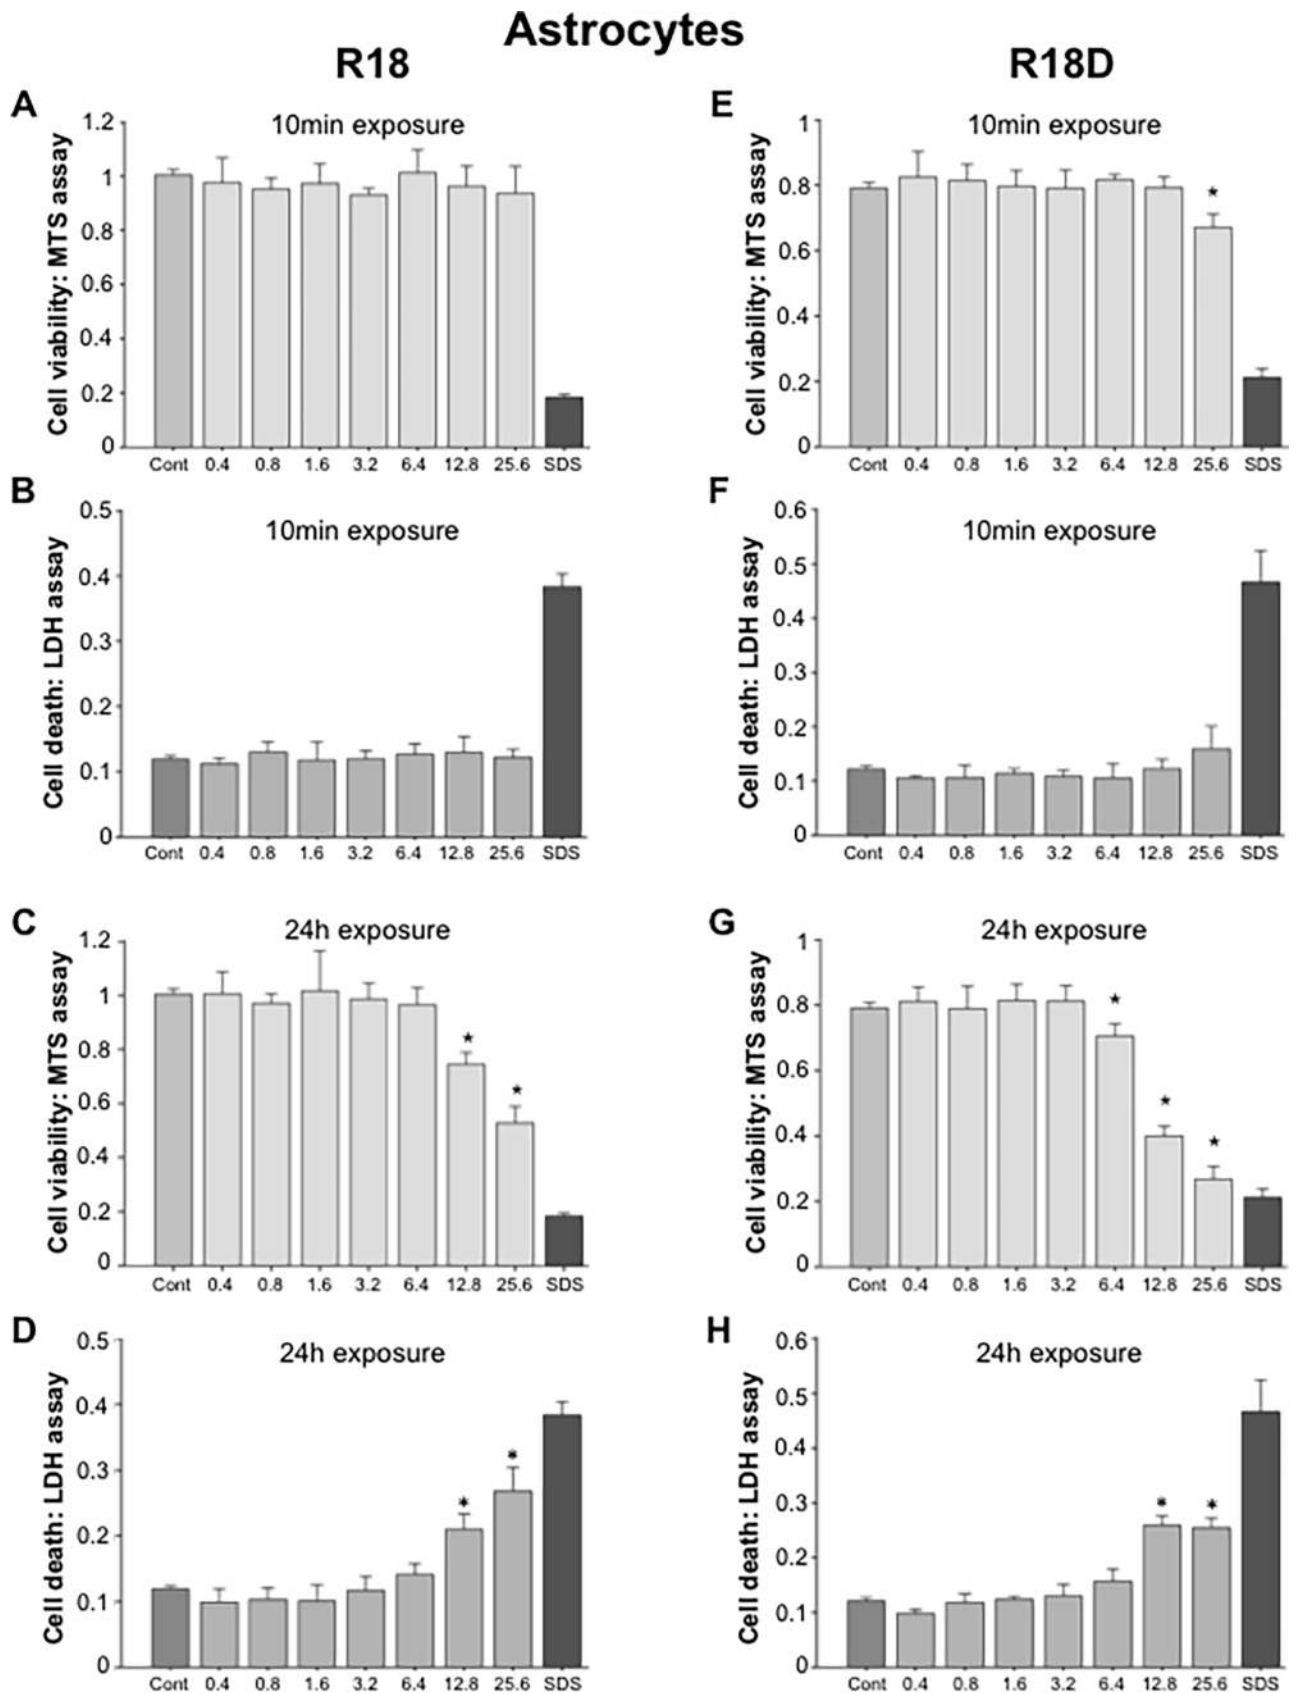 Astrocytes
R18
R18D
A
10min exposure
Cell viability: MTS assay
1.2
1
0.8
0.6
0.4
0.2
0
Cont 0.4 0.8 1.6 3.2 6.4 12.8 25.6 SDS
E
10min exposure
Cell viability: MTS assay
1
0.8
0.6
0.4
0.2
0
★
Cont 0.4 0.8 1.6 3.2 6.4 12.8 25.6 SDS
B
10min exposure
Cell death: LDH assay
0.5
0.4
0.3
0.2
0.1
0
Cont 0.4 0.8 1.6 3.2 6.4 12.8 25.6 SDS
F
10min exposure
Cell death: LDH assay
0.6
0.5
0.4
0.3
0.2
0.1
0
Cont 0.4 0.8 1.6 3.2 6.4 12.8 25.6 SDS
C
24h exposure
Cell viability: MTS assay
1.2
1
0.8
0.6
0.4
0.2
0
★ ★
Cont 0.4 0.8 1.6 3.2 6.4 12.8 25.6 SDS
G
24h exposure
Cell viability: MTS assay
1
0.8
0.6
0.4
0.2
0
★ ★ ★
Cont 0.4 0.8 1.6 3.2 6.4 12.8 25.6 SDS
D
24h exposure
Cell death: LDH assay
0.5
0.4
0.3
0.2
0.1
0
* *
Cont 0.4 0.8 1.6 3.2 6.4 12.8 25.6 SDS
H
24h exposure
Cell death: LDH assay
0.6
0.5
0.4
0.3
0.2
0.1
0
* *
Cont 0.4 0.8 1.6 3.2 6.4 12.8 25.6 SDS